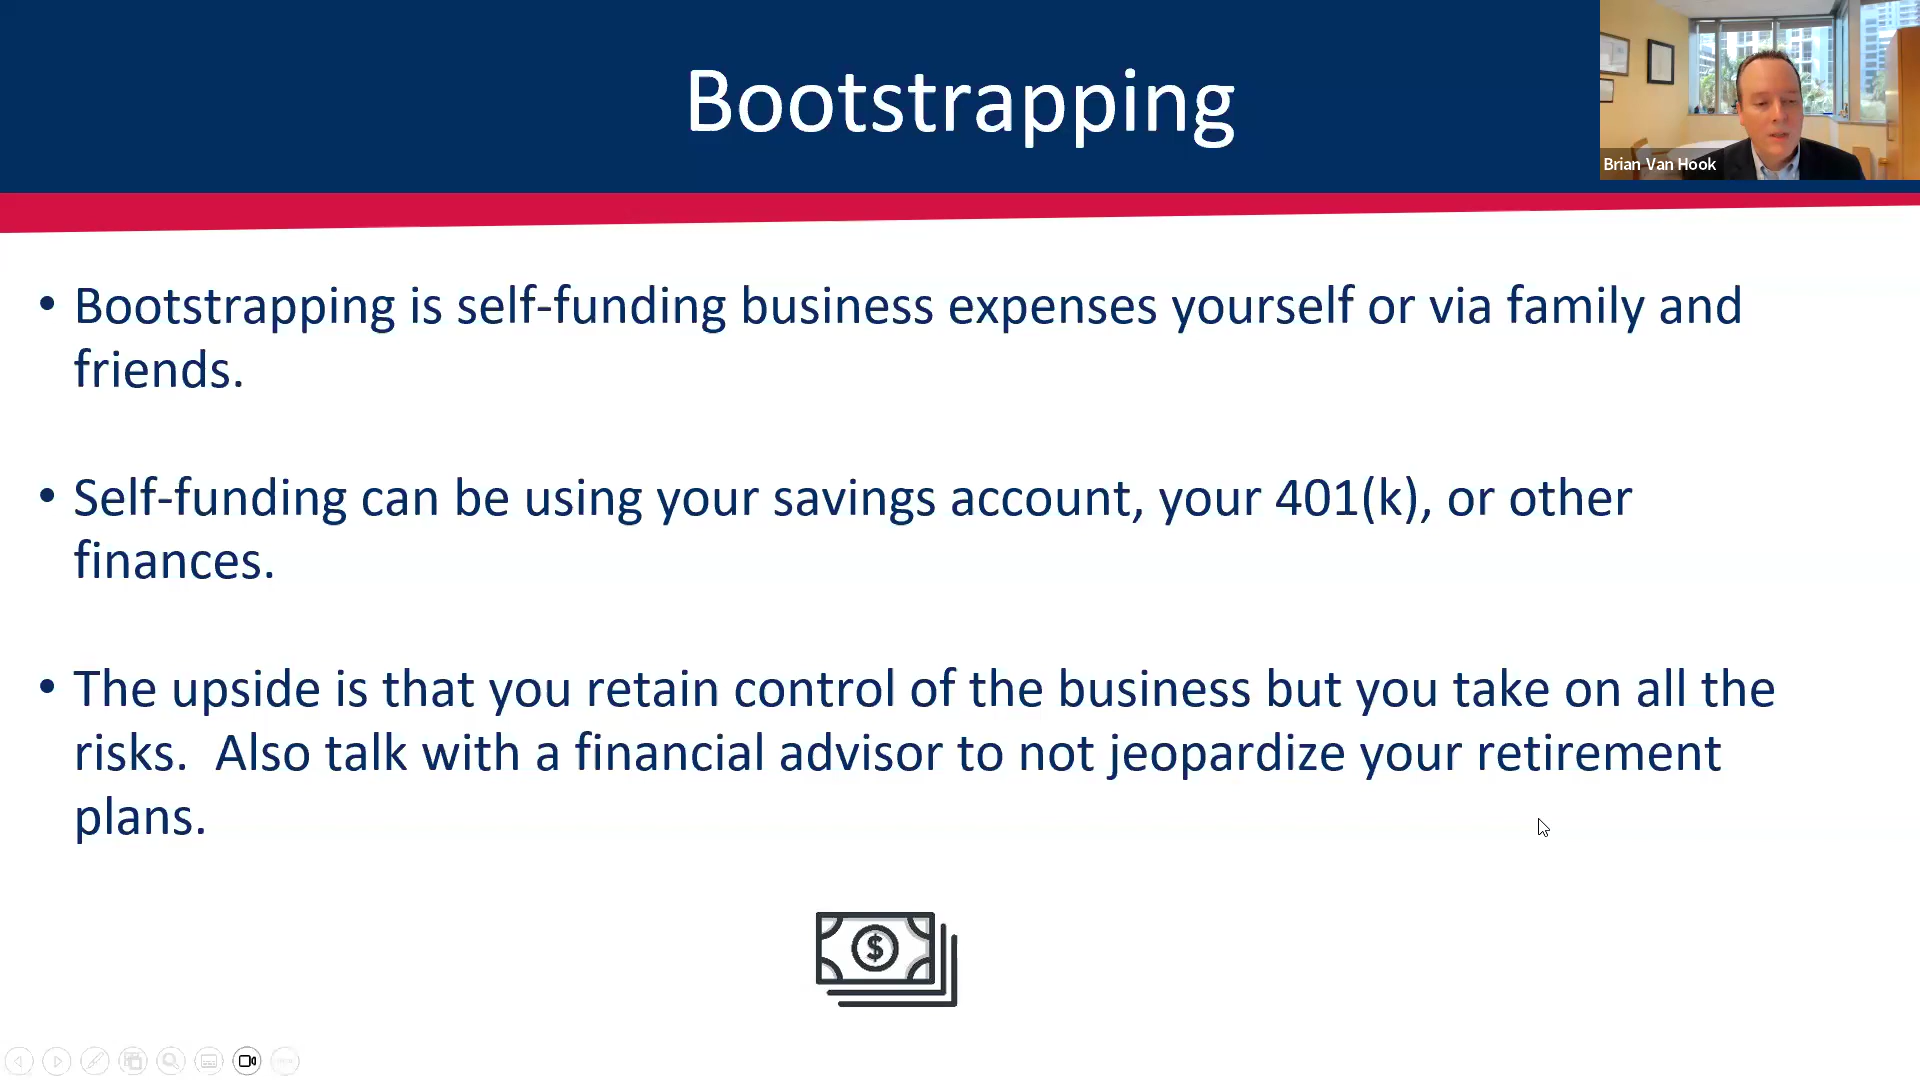 Bootstrapping
Brian Van Hook
• Bootstrapping is self-funding business expenses yourself or via family and
friends.
• Self-funding can be using your savings account, your 401(k), or other
finances.
• The upside is that you retain control of the business but you take on all the
risks.  Also talk with a financial advisor to not jeopardize your retirement
plans.
$